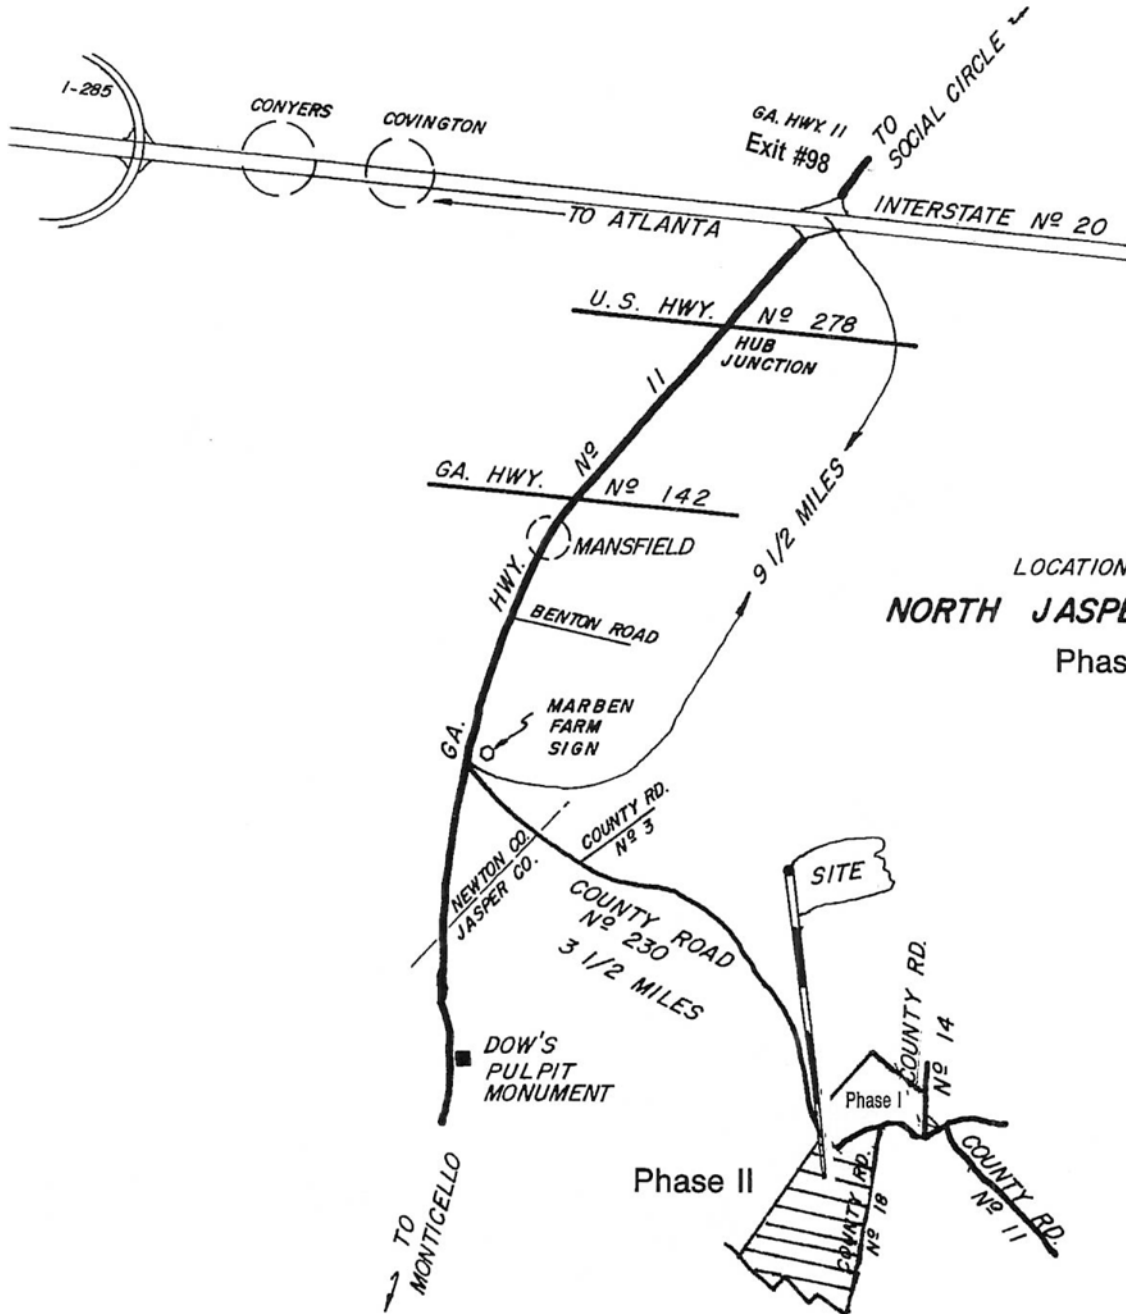 TO
SOCIAL CIRCLE
I-285
CONYERS
COVINGTON
GA. HWY. 11
Exit #98
INTERSTATE Nº 20
TO ATLANTA
U.S. HWY. Nº 278
HUB
JUNCTION
GA. HWY. Nº 11
GA. HWY. Nº 142
MANSFIELD
9 1/2 MILES
BENTON ROAD
LOCATION
NORTH JASPE
Phas
MARBEN
FARM
SIGN
NEWTON CO.
JASPER CO.
COUNTY RD.
Nº 3
COUNTY ROAD
Nº 230
3 1/2 MILES
SITE
DOW'S
PULPIT
MONUMENT
COUNTY RD.
Nº 14
Phase I
Phase II
COUNTY RD.
Nº 18
COUNTY RD.
Nº 11
TO
MONTICELLO